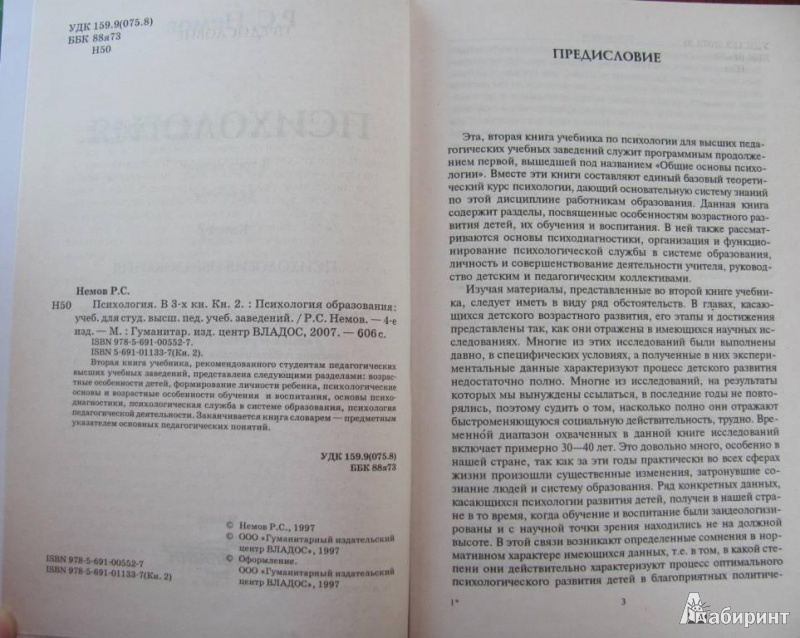 УДК 159.9(075.8)
ББК 88я73
Н50
Немов Р.С.
Н50 Психология. В 3-х кн. Кн. 2. : Психология образования:
учеб. для студ. высш. пед. учеб. заведений. / Р.С. Немов. — 4-е
изд. — М. : Гуманитар. изд. центр ВЛАДОС, 2007. — 606 с.
ISBN 978-5-691-00552-7.
ISBN 5-691-01133-7(Кн. 2).
Вторая книга учебника, рекомендованного студентам педагогических
высших учебных заведений, представлена следующими разделами: возраст-
ные особенности детей, формирование личности ребенка, психологические
основы и возрастные особенности обучения и воспитания, основы психо-
диагностики, психологическая служба в системе образования, психология
педагогической деятельности. Заканчивается книга словарем — предметным
указателем основных педагогических понятий.
УДК 159.9(075.8)
ББК 88я73
© Немов Р.С., 1997
© ООО «Гуманитарный издательский
центр ВЛАДОС», 1997
© Оформление.
ООО «Гуманитарный издательский
центр ВЛАДОС», 1997
ISBN 978-5-691-00552-7
ISBN 978-5-691-01133-7(Кн. 2)
ПРЕДИСЛОВИЕ
Эта, вторая книга учебника по психологии для высших педа-
гогических учебных заведений служит программным продолже-
нием первой, вышедшей под названием «Общие основы психо-
логии». Вместе эти книги составляют единый базовый теорети-
ческий курс психологии, дающий основательную систему знаний
по этой дисциплине работникам образования. Данная книга
содержит разделы, посвященные особенностям возрастного раз-
вития детей, их обучения и воспитания. В ней также рассмат-
риваются основы психодиагностики, организация и функцио-
нирование психологической службы в системе образования,
личность и совершенствование деятельности учителя, руковод-
ство детским и педагогическим коллективами.
Изучая материалы, представленные во второй книге учебни-
ка, следует иметь в виду ряд обстоятельств. В главах, касаю-
щихся детского возрастного развития, его этапы и достижения
представлены так, как они отражены в имеющихся научных ис-
следованиях. Многие из этих исследований были выполнены
давно, в специфических условиях, а полученные в них экспери-
ментальные данные характеризуют процесс детского развития
недостаточно полно. Многие из исследований, на результаты
которых мы вынуждены ссылаться, в последние годы не повто-
рялись, поэтому судить о том, насколько полно они отражают
быстроменяющуюся социальную действительность, трудно. Вре-
менной диапазон охваченных в данной книге исследований
включает примерно 30—40 лет. Это довольно много, особенно в
нашей стране, так как за эти годы практически во всех сферах
жизни произошли существенные изменения, затронувшие со-
знание людей и систему образования. Ряд конкретных данных,
касающихся психологии развития детей, получен в нашей стра-
не в то время, когда обучение и воспитание были заидеологизи-
рованы и с научной точки зрения находились не на должной
высоте. В этой связи возникают определенные сомнения в нор-
мативном характере имеющихся данных, т.е. в том, в какой степе-
ни они действительно характеризуют процесс оптимального
психологического развития детей в благоприятных политиче-
1* 3
Лабиринт